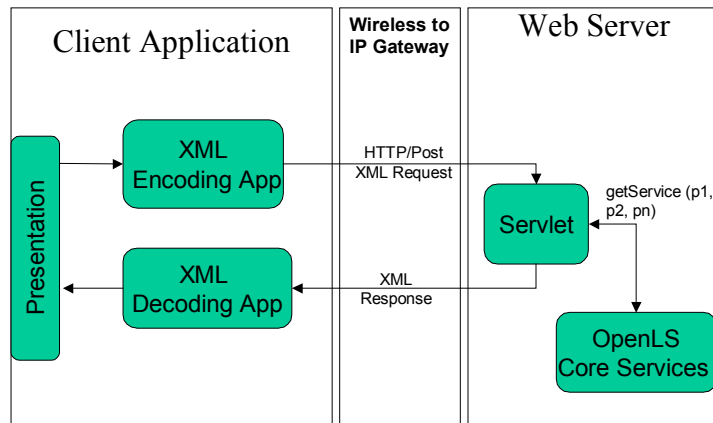 Client Application
Wireless to
IP Gateway
Web Server
Presentation
XML
Encoding App
HTTP/Post
XML Request
getService (p1,
p2, pn)
Servlet
XML
Decoding App
XML
Response
OpenLS
Core Services